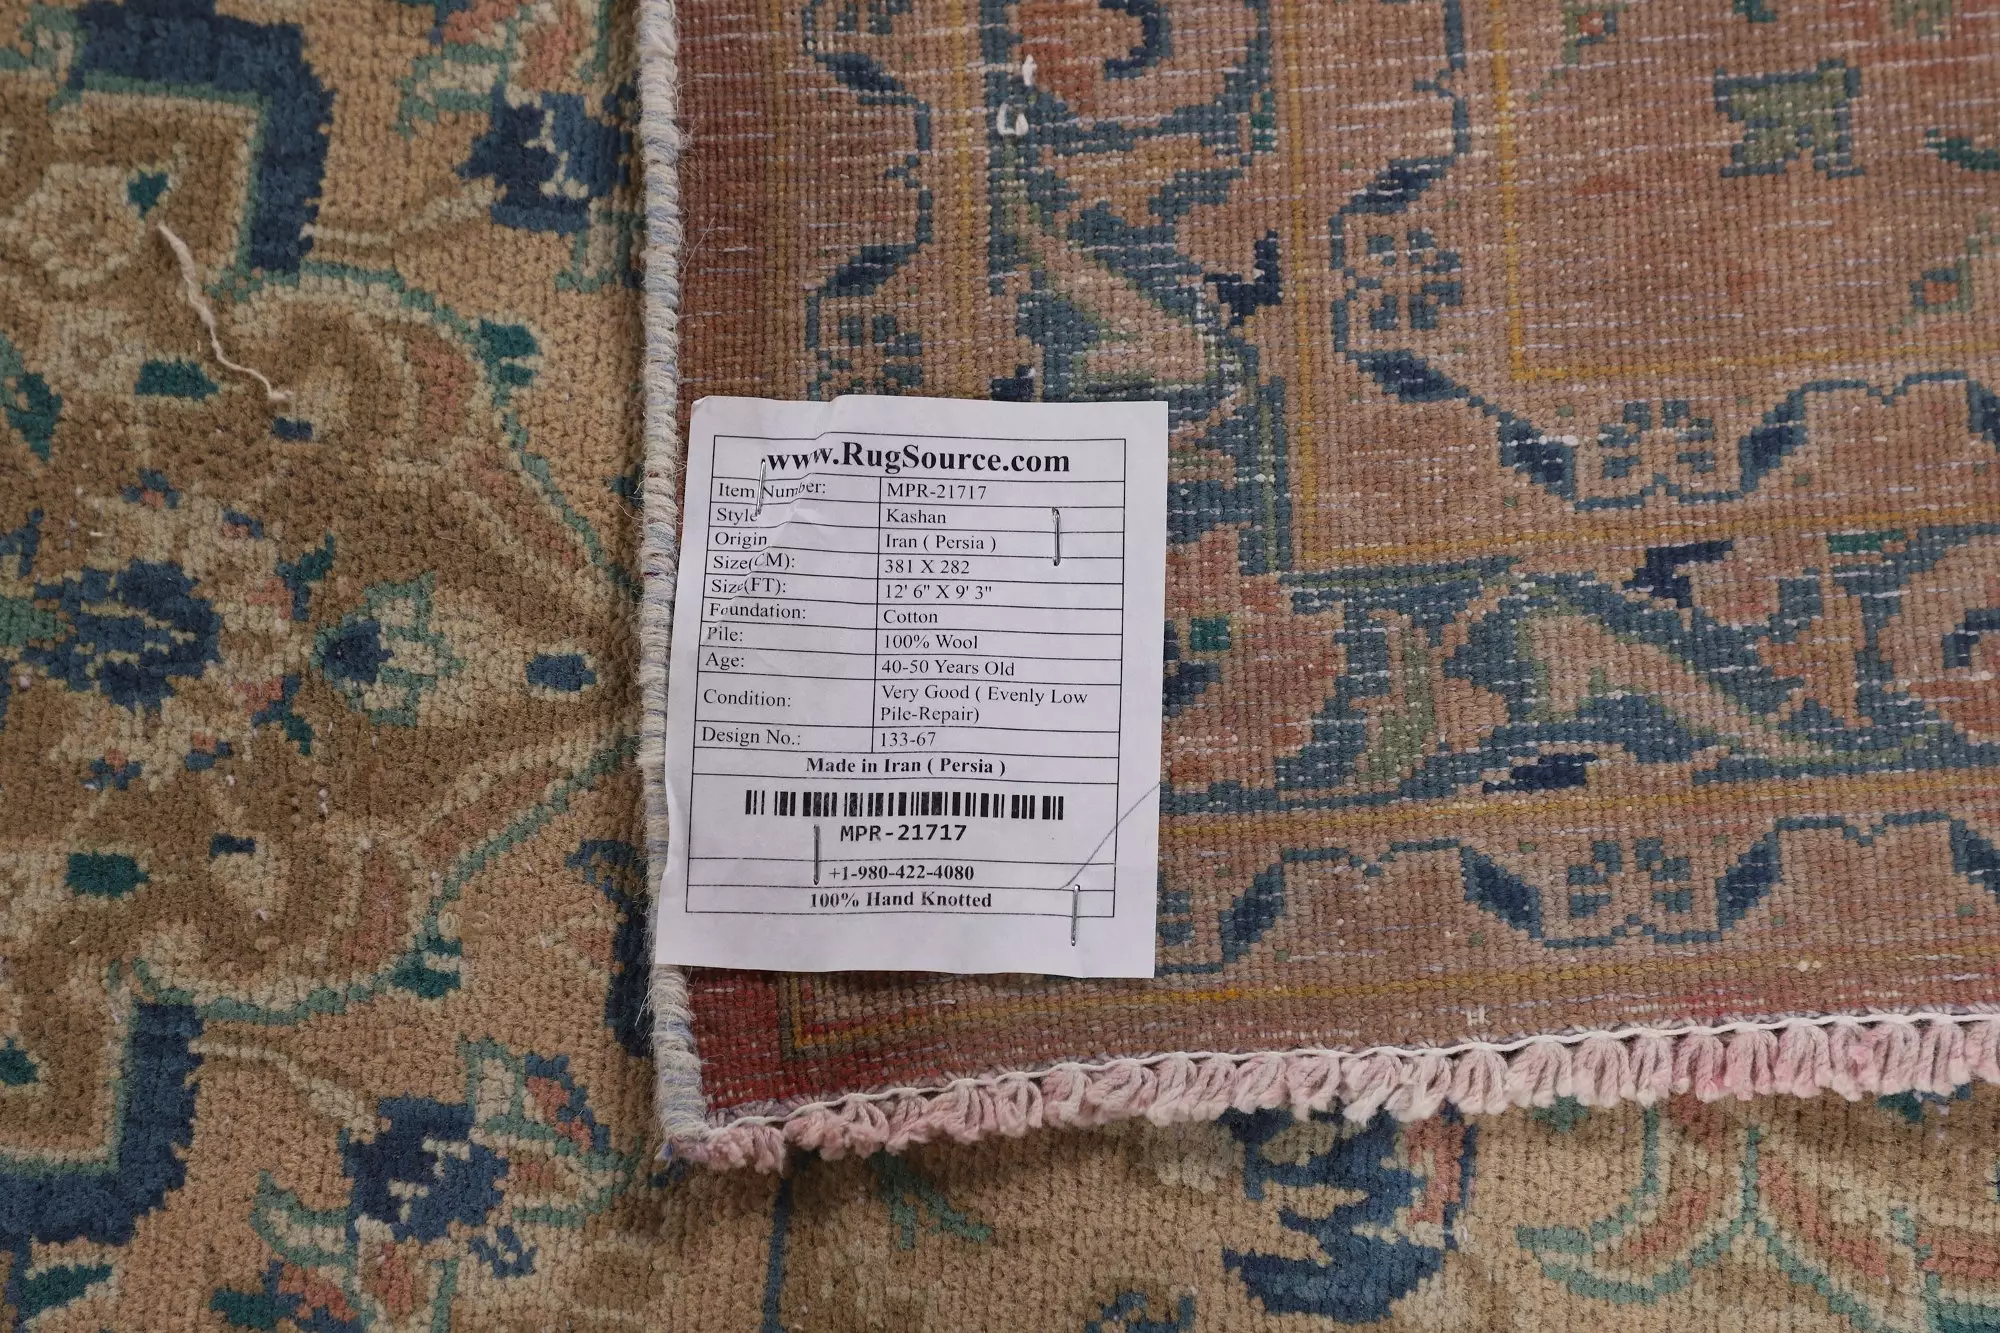 www.RugSource.com
Item Number: MPR-21717
Style Kashan
Origin Iran ( Persia )
Size(CM): 381 X 282
Size(FT): 12' 6" X 9' 3"
Foundation: Cotton
Pile: 100% Wool
Age: 40-50 Years Old
Condition: Very Good ( Evenly Low
Pile-Repair)
Design No.: 133-67
Made in Iran ( Persia )
MPR-21717
+1-980-422-4080
100% Hand Knotted